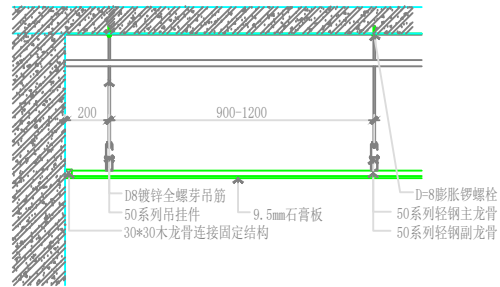 200
900-1200
D8镀锌全螺芽吊筋
D=8膨胀锣螺栓
50系列吊挂件
9.5mm石膏板
50系列轻钢主龙骨
30*30木龙骨连接固定结构
50系列轻钢副龙骨